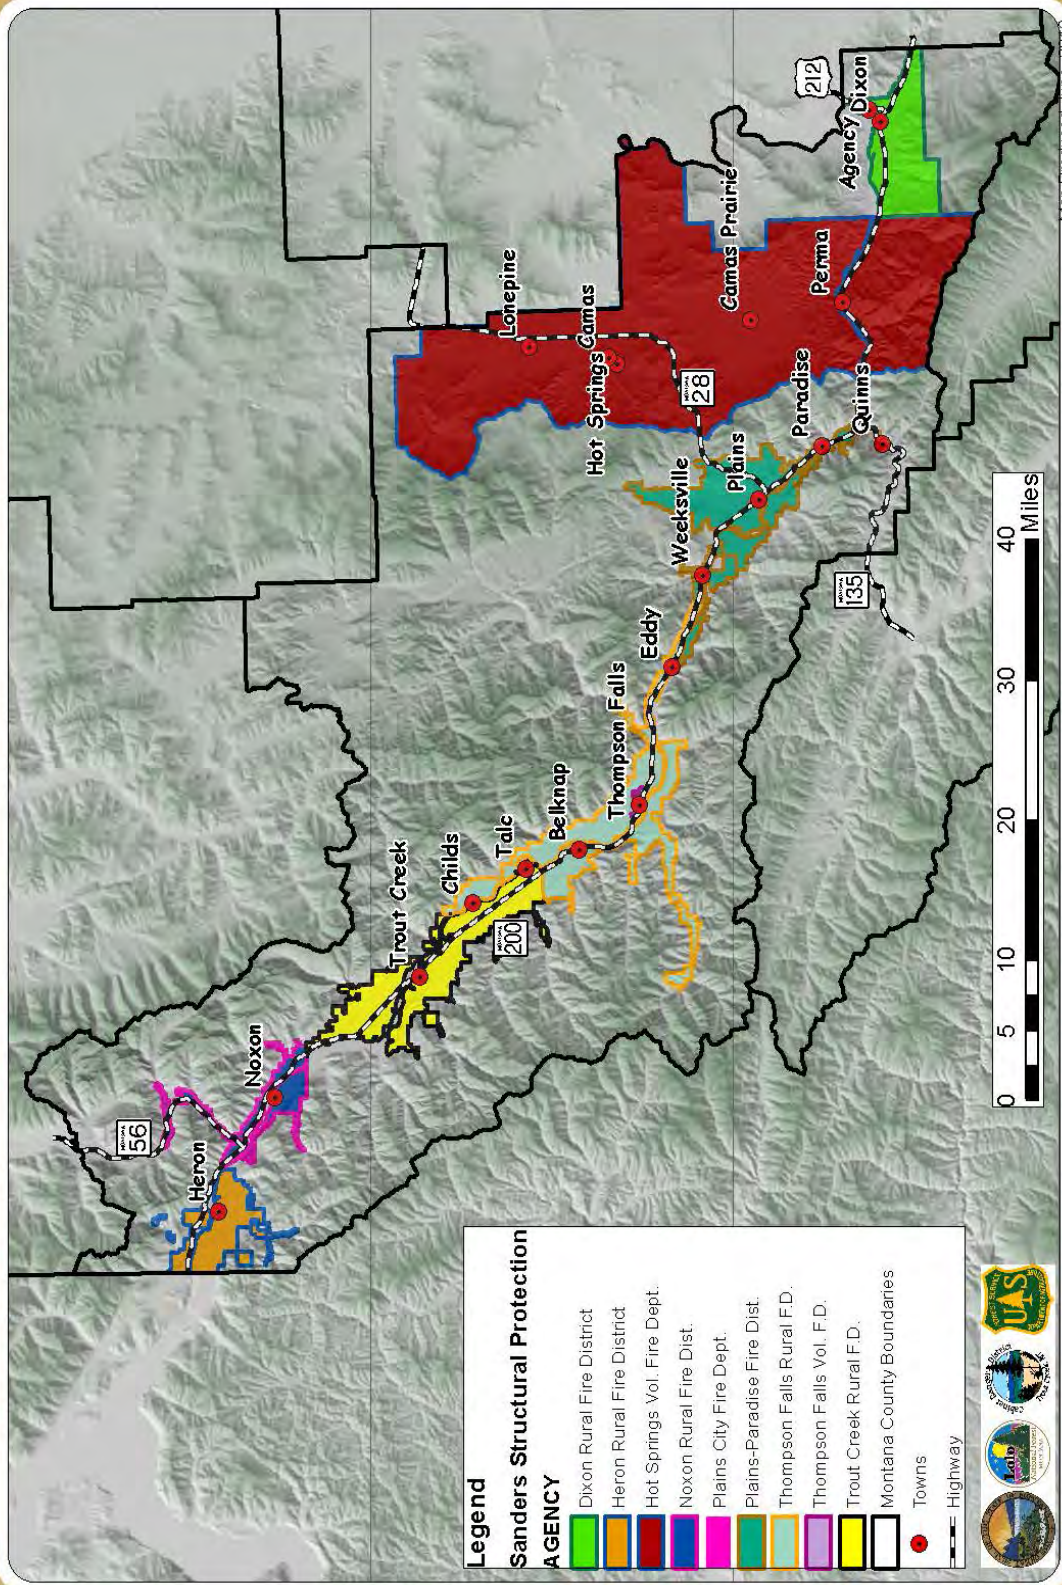 Legend
Sanders Structural Protection
AGENCY
Dixon Rural Fire District
Heron Rural Fire District
Hot Springs Vol. Fire Dept.
Noxon Rural Fire Dist.
Plains City Fire Dept.
Plains-Paradise Fire Dist.
Thompson Falls Rural F.D.
Thompson Falls Vol. F.D.
Trout Creek Rural F.D.
Montana County Boundaries
Towns
Highway
Heron
56
Noxon
Trout Creek
Childs
200
Talc
Belknap
Thompson Falls
Eddy
Weeksville
135
Plains
Hot Springs
Camas
28
Lonepine
Paradise
Quinns
Camas Prairie
Perma
Agency
Dixon
212
0
5
10
20
30
40
Miles
Lolo
FOREST SERVICE
UAS